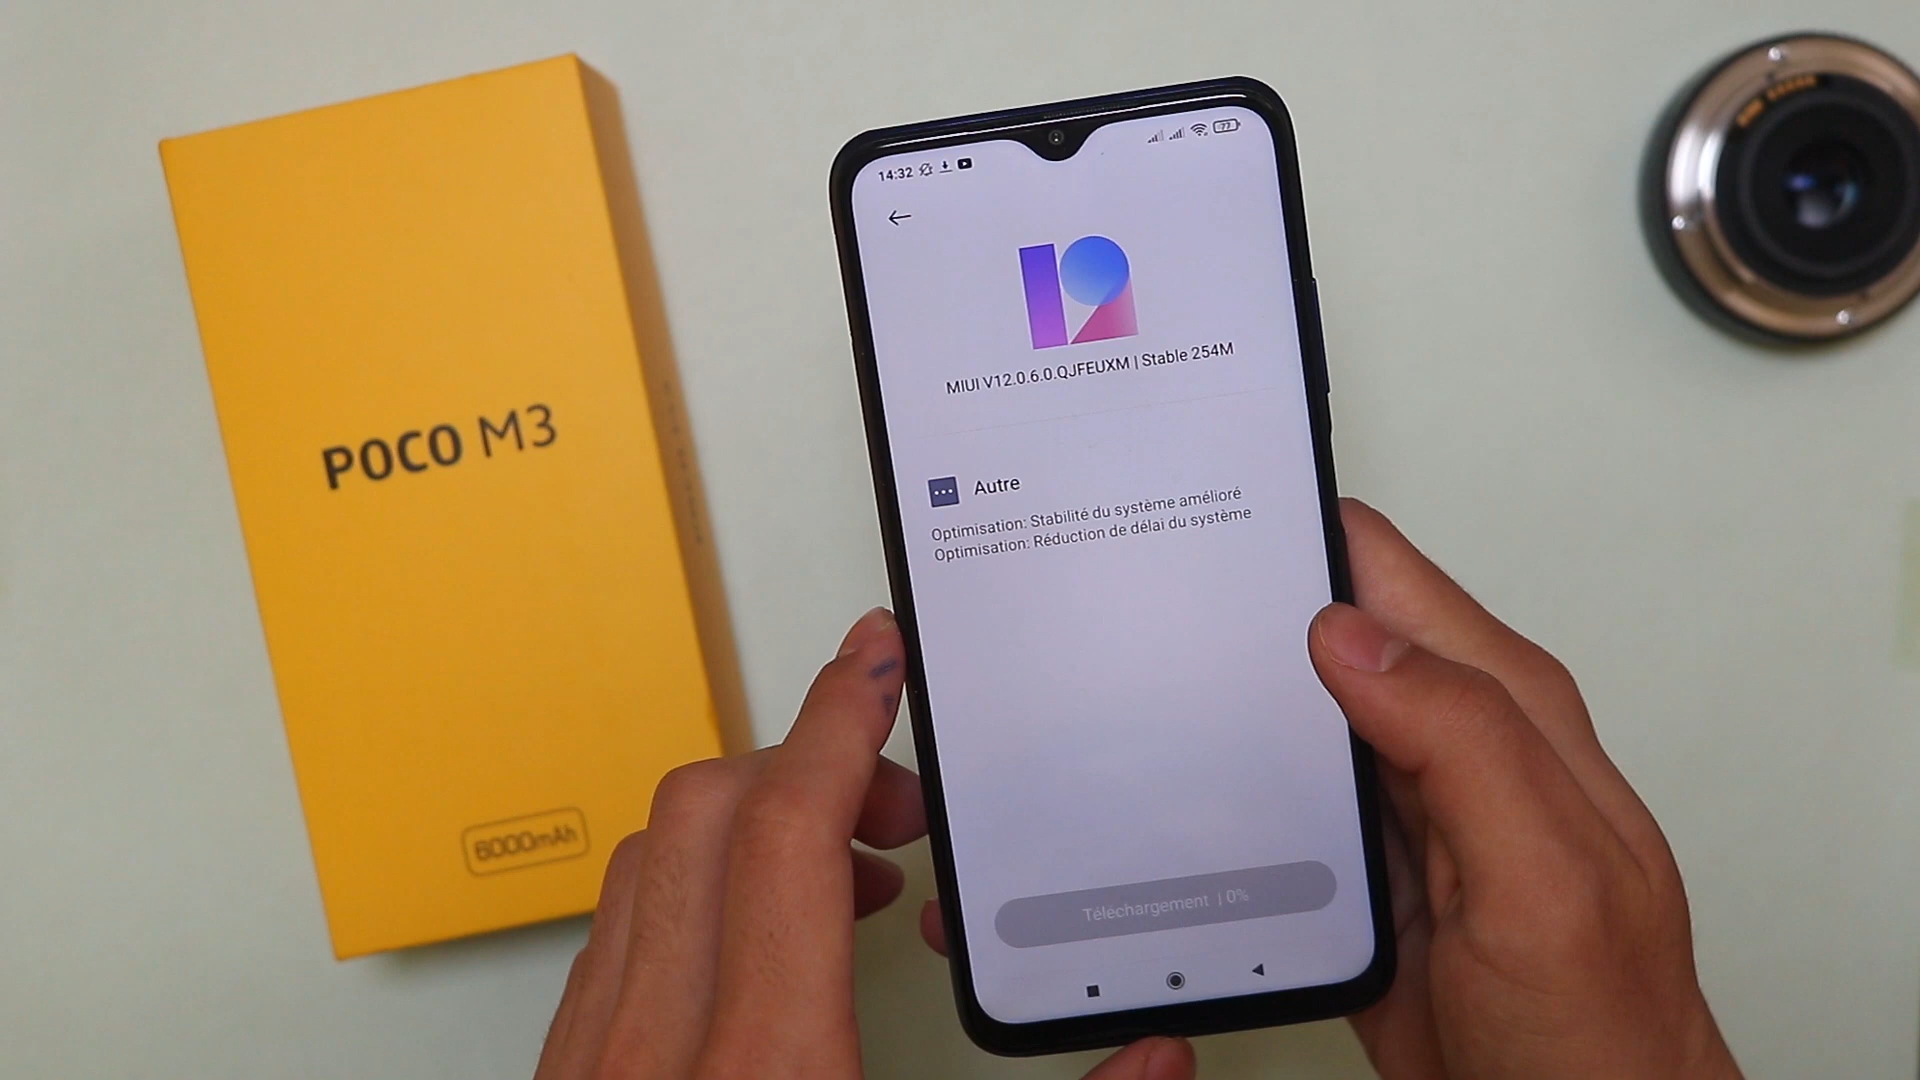 POCO M3
6000mAh
14:32
77
MIUI V12.0.6.0.QJFEUXM | Stable 254M
Autre
Optimisation: Stabilité du système amélioré
Optimisation: Réduction de délai du système
Téléchargement | 0%